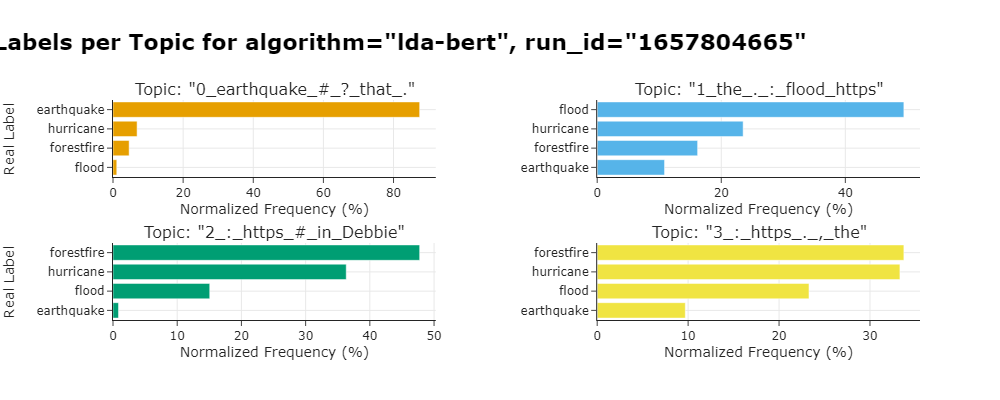 Labels per Topic for algorithm="lda-bert", run_id="1657804665"
Topic: "0_earthquake_#_?_that_."
Real Label
earthquake
hurricane
forestfire
flood
0 20 40 60 80
Normalized Frequency (%)
Topic: "1_the_._:_flood_https"
flood
hurricane
forestfire
earthquake
0 20 40
Normalized Frequency (%)
Topic: "2_:_https_#_in_Debbie"
Real Label
forestfire
hurricane
flood
earthquake
0 10 20 30 40 50
Normalized Frequency (%)
Topic: "3_:_https_._,_the"
forestfire
hurricane
flood
earthquake
0 10 20 30
Normalized Frequency (%)